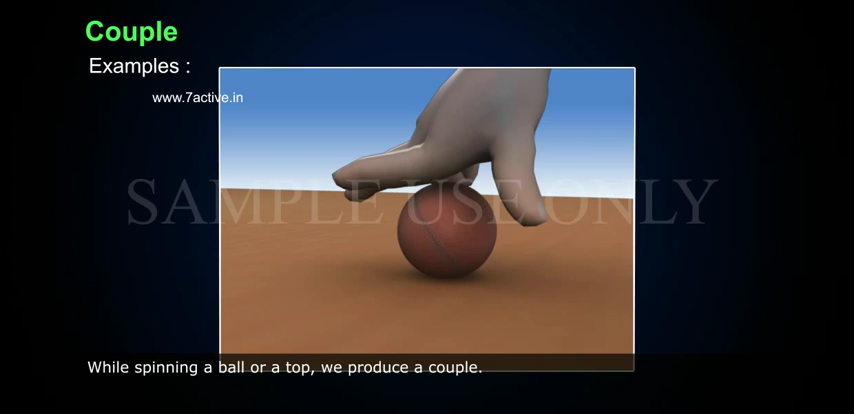 Couple
Examples :
www.7active.in
SAMPLE USE ONLY
While spinning a ball or a top, we produce a couple.